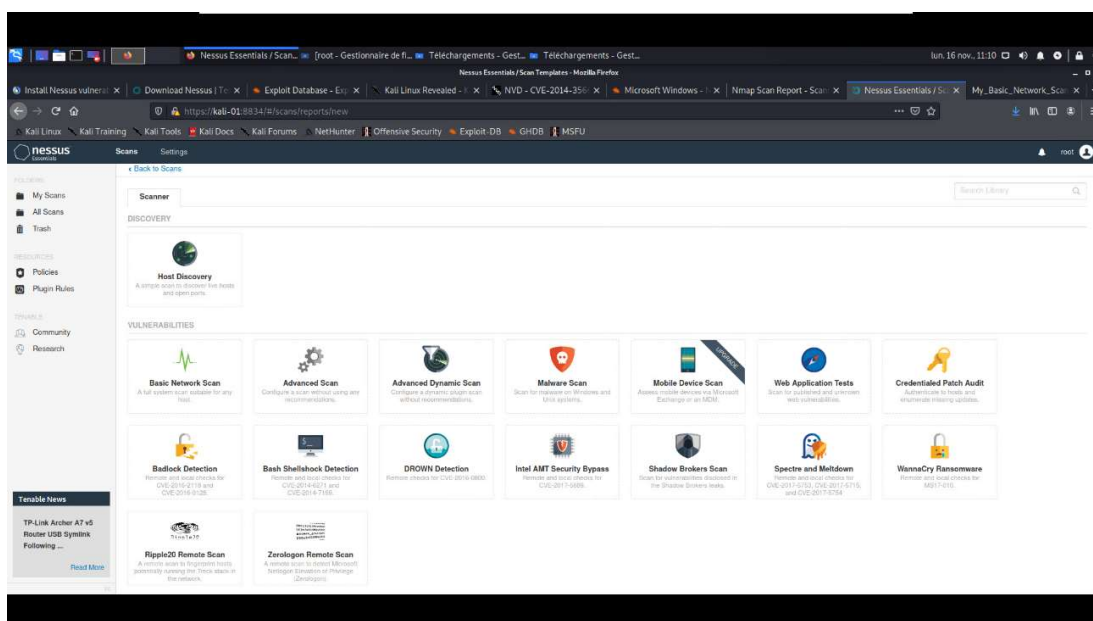 Nessus Essentials / Scan... [root - Gestionnaire de fi... Téléchargements - Gest... Téléchargements - Gest... lun. 16 nov., 11:10
Nessus Essentials / Scan Templates - Mozilla Firefox
Install Nessus vulneral Download Nessus | Te Exploit Database - Exp Kali Linux Revealed - K NVD - CVE-2014-356 Microsoft Windows - Nmap Scan Report - Scan Nessus Essentials / Sc My_Basic_Network_Scan
https://kali-01:8834/#/scans/reports/new
Kali Linux Kali Training Kali Tools Kali Docs Kali Forums NetHunter Offensive Security Exploit-DB GHDB MSFU
nessus Essentials Scans Settings root
Back to Scans
FOLDERS
My Scans
All Scans
Trash
RESOURCES
Policies
Plugin Rules
TENABLE
Community
Research
Tenable News
TP-Link Archer A7 v5
Router USB Symlink
Following ...
Read More
Scanner
Search Library
DISCOVERY
Host Discovery
A simple scan to discover live hosts
and open ports.
VULNERABILITIES
UPGRADE
Basic Network Scan
A full system scan suitable for any
host.
Advanced Scan
Configure a scan without using any
recommendations.
Advanced Dynamic Scan
Configure a dynamic plugin scan
without recommendations.
Malware Scan
Scan for malware on Windows and
Unix systems.
Mobile Device Scan
Assess mobile devices via Microsoft
Exchange or an MDM.
Web Application Tests
Scan for published and unknown
web vulnerabilities.
Credentialed Patch Audit
Authenticate to hosts and
enumerate missing updates.
Badlock Detection
Remote and local checks for
CVE-2016-2118 and
CVE-2016-0128.
Bash Shellshock Detection
Remote and local checks for
CVE-2014-6271 and
CVE-2014-7169.
DROWN Detection
Remote checks for CVE-2016-0800.
Intel AMT Security Bypass
Remote and local checks for
CVE-2017-5689.
Shadow Brokers Scan
Scan for vulnerabilities disclosed in
the Shadow Brokers leaks.
Spectre and Meltdown
Remote and local checks for
CVE-2017-5753, CVE-2017-5715,
and CVE-2017-5754
WannaCry Ransomware
Remote and local checks for
MS17-010.
Ripple20 Remote Scan
A remote scan to fingerprint hosts
potentially running the Treck stack in
the network.
Zerologon Remote Scan
A remote scan to detect Microsoft
Netlogon Elevation of Privilege
(Zerologon).